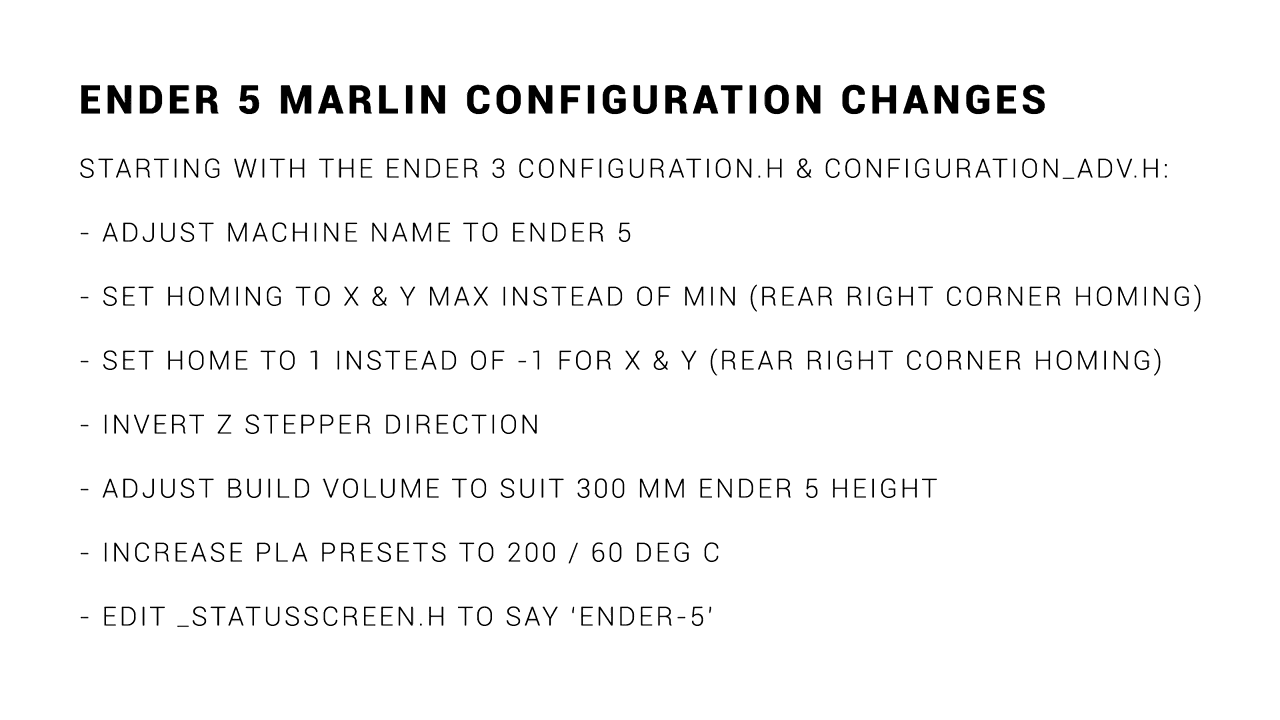 ENDER 5 MARLIN CONFIGURATION CHANGES
STARTING WITH THE ENDER 3 CONFIGURATION.H & CONFIGURATION_ADV.H:
- ADJUST MACHINE NAME TO ENDER 5
- SET HOMING TO X & Y MAX INSTEAD OF MIN (REAR RIGHT CORNER HOMING)
- SET HOME TO 1 INSTEAD OF -1 FOR X & Y (REAR RIGHT CORNER HOMING)
- INVERT Z STEPPER DIRECTION
- ADJUST BUILD VOLUME TO SUIT 300 MM ENDER 5 HEIGHT
- INCREASE PLA PRESETS TO 200 / 60 DEG C
- EDIT _STATUSSCREEN.H TO SAY ‘ENDER-5’